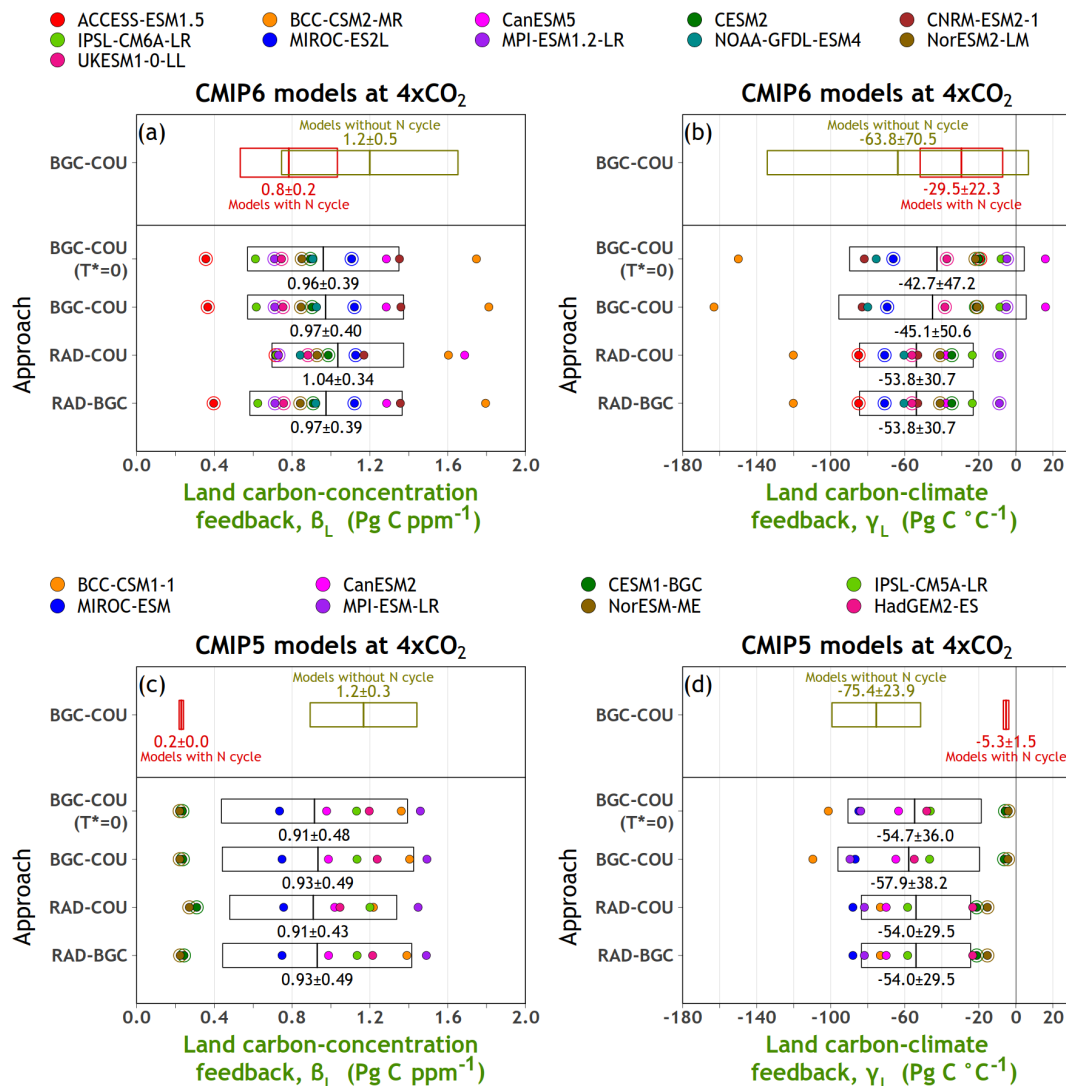 ACCESS-ESM1.5 BCC-CSM2-MR CanESM5 CESM2 CNRM-ESM2-1
IPSL-CM6A-LR MIROC-ES2L MPI-ESM1.2-LR NOAA-GFDL-ESM4 NorESM2-LM
UKESM1-0-LL
CMIP6 models at 4xCO₂
(a)
Models without N cycle
1.2±0.5
BGC-COU
0.8±0.2
Models with N cycle
BGC-COU
(T*=0)
0.96±0.39
BGC-COU
0.97±0.40
RAD-COU
1.04±0.34
RAD-BGC
0.97±0.39
Approach
0.0 0.4 0.8 1.2 1.6 2.0
Land carbon-concentration
feedback, β_L (Pg C ppm⁻¹)
CMIP6 models at 4xCO₂
(b)
Models without N cycle
-63.8±70.5
BGC-COU
-29.5±22.3
Models with N cycle
BGC-COU
(T*=0)
-42.7±47.2
BGC-COU
-45.1±50.6
RAD-COU
-53.8±30.7
RAD-BGC
-53.8±30.7
Approach
-180 -140 -100 -60 -20 0 20
Land carbon-climate
feedback, γ_L (Pg C °C⁻¹)
BCC-CSM1-1 CanESM2 CESM1-BGC IPSL-CM5A-LR
MIROC-ESM MPI-ESM-LR NorESM-ME HadGEM2-ES
CMIP5 models at 4xCO₂
(c)
Models without N cycle
1.2±0.3
BGC-COU
0.2±0.0
Models with N cycle
BGC-COU
(T*=0)
0.91±0.48
BGC-COU
0.93±0.49
RAD-COU
0.91±0.43
RAD-BGC
0.93±0.49
Approach
0.0 0.4 0.8 1.2 1.6 2.0
Land carbon-concentration
feedback, β_L (Pg C ppm⁻¹)
CMIP5 models at 4xCO₂
(d)
Models without N cycle
-75.4±23.9
BGC-COU
-5.3±1.5
Models with N cycle
BGC-COU
(T*=0)
-54.7±36.0
BGC-COU
-57.9±38.2
RAD-COU
-54.0±29.5
RAD-BGC
-54.0±29.5
Approach
-180 -140 -100 -60 -20 0 20
Land carbon-climate
feedback, γ_L (Pg C °C⁻¹)